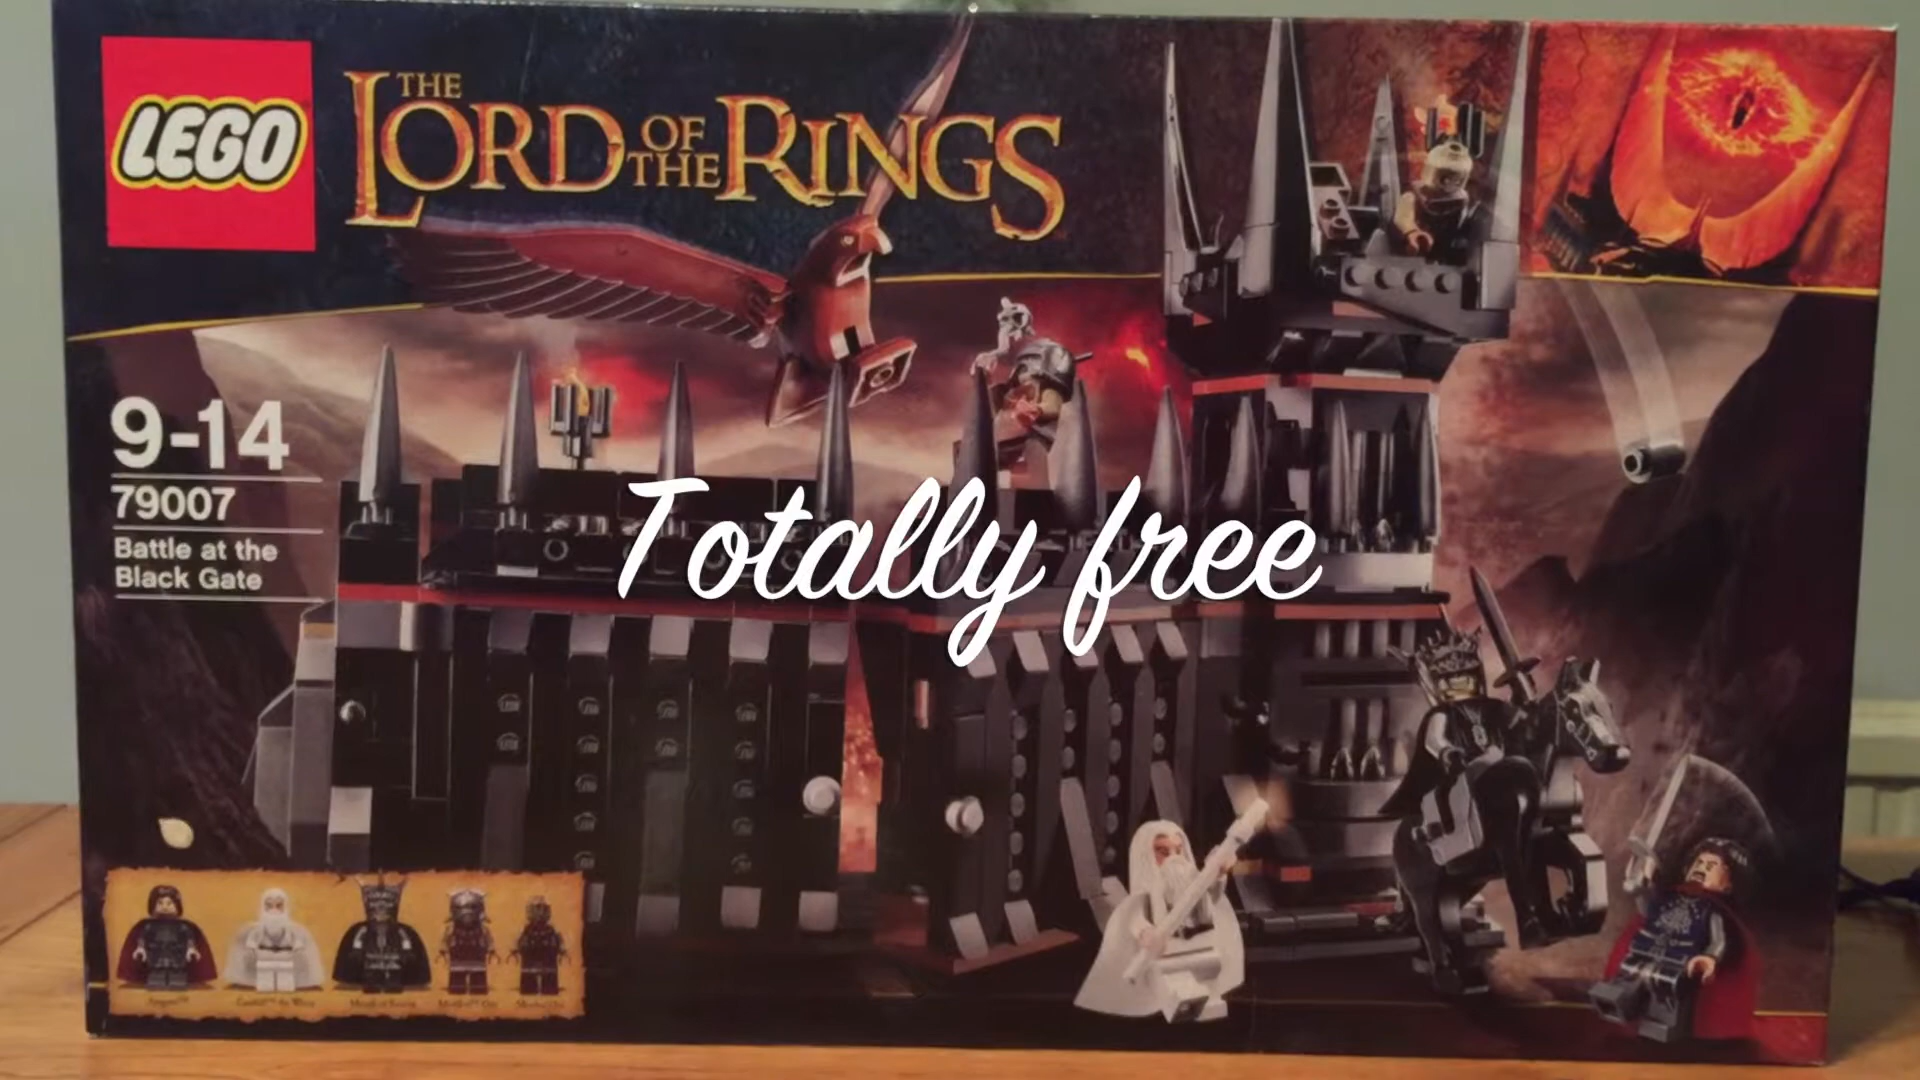 LEGO
THE LORD OF THE RINGS
9-14
79007
Battle at the
Black Gate
Totally free